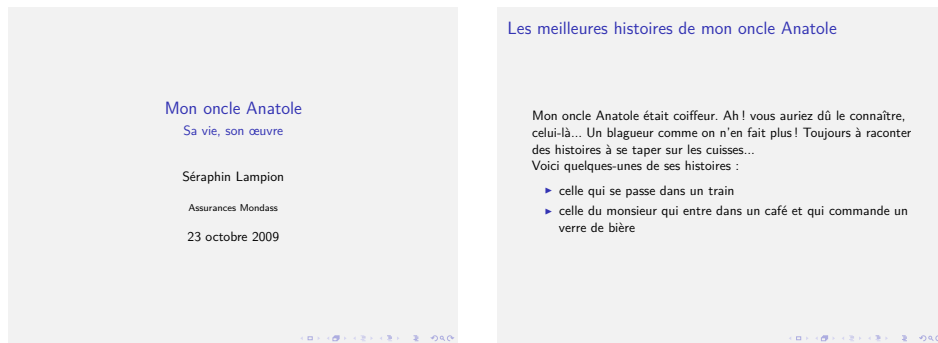 Mon oncle Anatole
Sa vie, son œuvre
Séraphin Lampion
Assurances Mondass
23 octobre 2009
Les meilleures histoires de mon oncle Anatole
Mon oncle Anatole était coiffeur. Ah ! vous auriez dû le connaître,
celui-là... Un blagueur comme on n'en fait plus ! Toujours à raconter
des histoires à se taper sur les cuisses...
Voici quelques-unes de ses histoires :
celle qui se passe dans un train
celle du monsieur qui entre dans un café et qui commande un
verre de bière